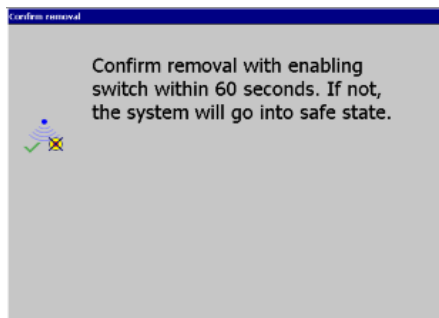 Confirm removal
Confirm removal with enabling
switch within 60 seconds. If not,
the system will go into safe state.